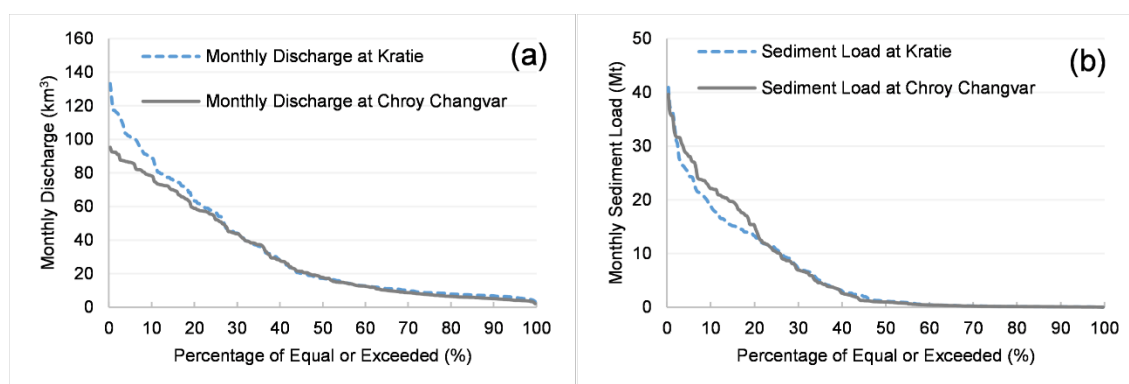 (a)
Monthly Discharge at Kratie
Monthly Discharge at Chroy Changvar
Monthly Discharge (km³)
160
140
120
100
80
60
40
20
0
0 10 20 30 40 50 60 70 80 90 100
Percentage of Equal or Exceeded (%)
(b)
Sediment Load at Kratie
Sediment Load at Chroy Changvar
Monthly Sediment Load (Mt)
50
40
30
20
10
0
0 10 20 30 40 50 60 70 80 90 100
Percentage of Equal or Exceeded (%)